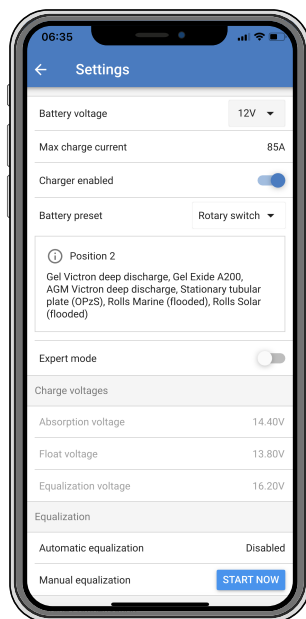 06:35
Settings
Battery voltage 12V
Max charge current 85A
Charger enabled
Battery preset Rotary switch
Position 2
Gel Victron deep discharge, Gel Exide A200,
AGM Victron deep discharge, Stationary tubular
plate (OPzS), Rolls Marine (flooded), Rolls Solar
(flooded)
Expert mode
Charge voltages
Absorption voltage 14.40V
Float voltage 13.80V
Equalization voltage 16.20V
Equalization
Automatic equalization Disabled
Manual equalization START NOW